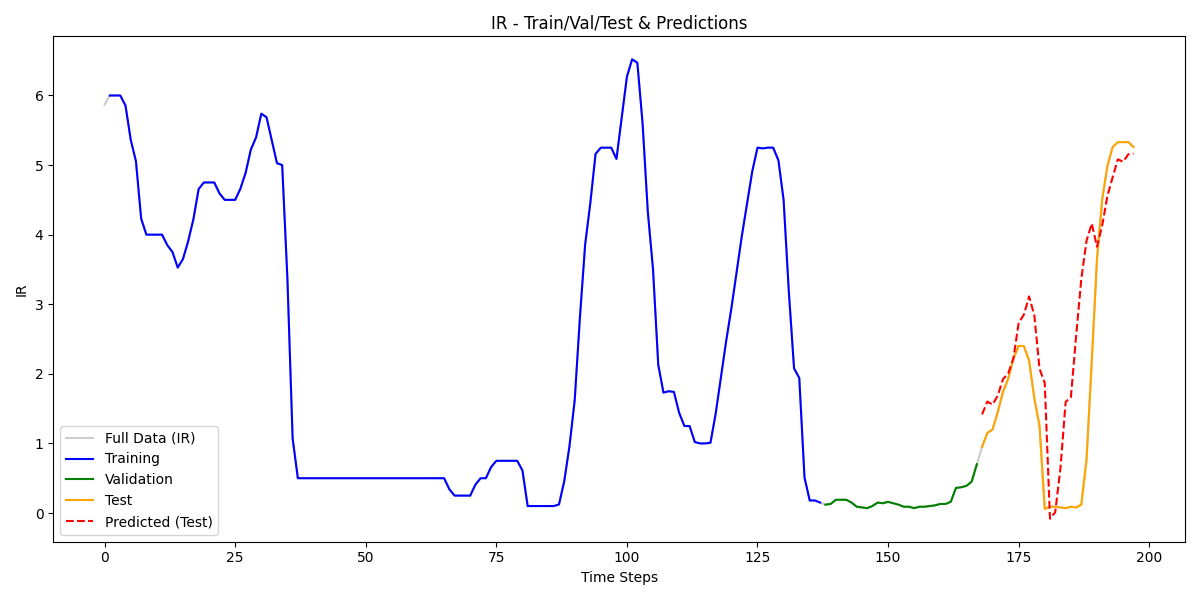 IR - Train/Val/Test & Predictions
IR
6
5
4
3
2
1
0
Full Data (IR)
Training
Validation
Test
Predicted (Test)
0 25 50 75 100 125 150 175 200
Time Steps